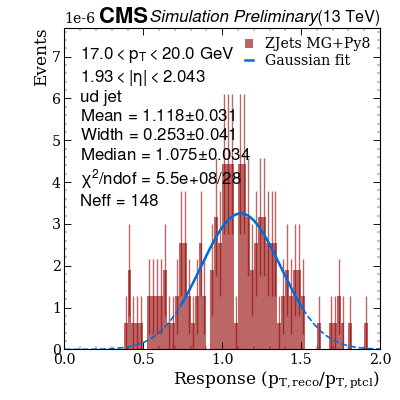 1e-6 CMS Simulation Preliminary (13 TeV)
Events
17.0 < pT < 20.0 GeV
1.93 < |η| < 2.043
ud jet
Mean = 1.118±0.031
Width = 0.253±0.041
Median = 1.075±0.034
χ²/ndof = 5.5e+08/28
Neff = 148
ZJets MG+Py8
Gaussian fit
7
6
5
4
3
2
1
0
0.0 0.5 1.0 1.5 2.0
Response (pT,reco/pT,ptcl)